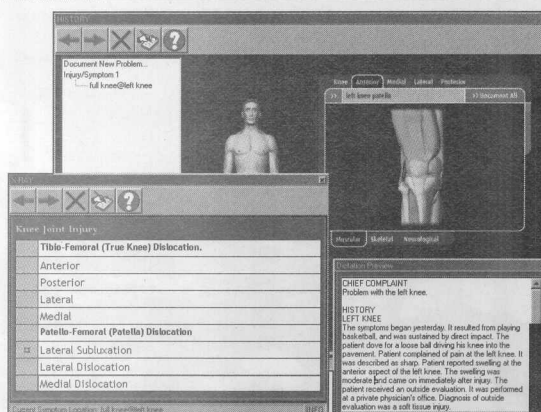 HISTORY
Document New Problem...
Injury/Symptom 1
full knee@left knee
Knee Anterior Medial Lateral Posterior
left knee patella
Document All
Muscular Skeletal Neurological
Knee Joint Injury
Tibio-Femoral (True Knee) Dislocation.
Anterior
Posterior
Lateral
Medial
Patello-Femoral (Patella) Dislocation
Lateral Subluxation
Lateral Dislocation
Medial Dislocation
Current Symptom Location: full knee@left knee
Dictation Preview
CHIEF COMPLAINT
Problem with the left knee.
HISTORY
LEFT KNEE
The symptoms began yesterday. It resulted from playing
basketball, and was sustained by direct impact. The
patient dove for a loose ball driving his knee into the
pavement. Patient complained of pain at the left knee. It
was described as sharp. Patient reported swelling at the
anterior aspect of the left knee. The swelling was
moderate and came on immediately after injury. The
patient received an outside evaluation. It was performed
at a private physician's office. Diagnosis of outside
evaluation was a soft tissue injury.